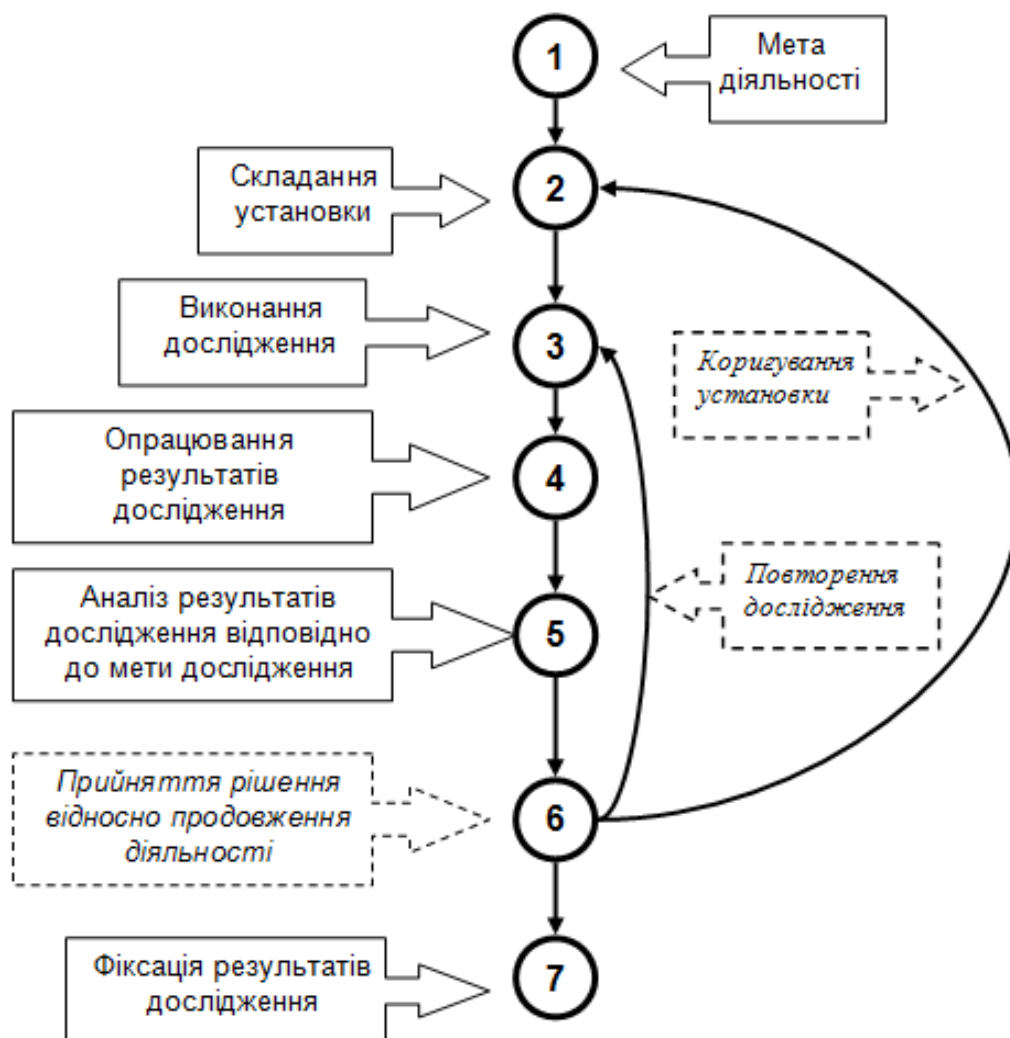 1
Мета
діяльності
Складання
установки
2
Виконання
дослідження
3
Коригування
установки
Опрацювання
результатів
дослідження
4
Повторення
дослідження
Аналіз результатів
дослідження відповідно
до мети дослідження
5
Прийняття рішення
відносно продовження
діяльності
6
Фіксація результатів
дослідження
7